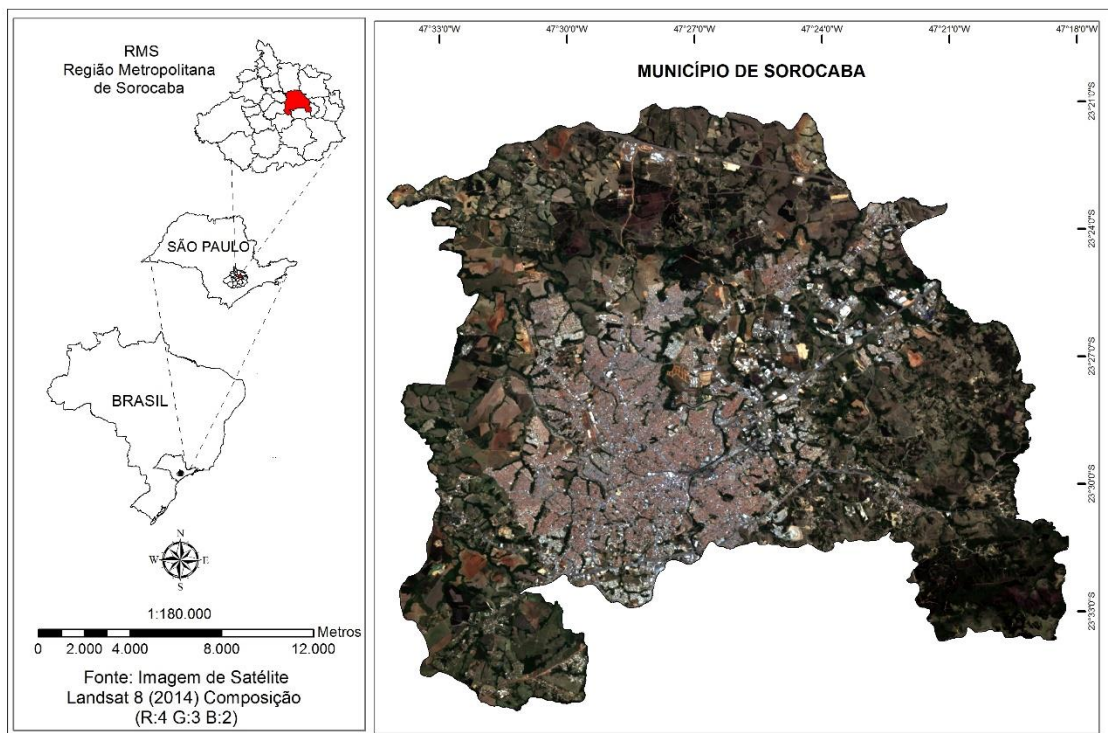 RMS
Região Metropolitana
de Sorocaba
SÃO PAULO
BRASIL
N
W E
S
1:180.000
Metros
0 2.000 4.000 8.000 12.000
Fonte: Imagem de Satélite
Landsat 8 (2014) Composição
(R:4 G:3 B:2)
47°33'0"W 47°30'0"W 47°27'0"W 47°24'0"W 47°21'0"W 47°18'0"W
MUNICÍPIO DE SOROCABA
23°21'0"S
23°24'0"S
23°27'0"S
23°30'0"S
23°33'0"S